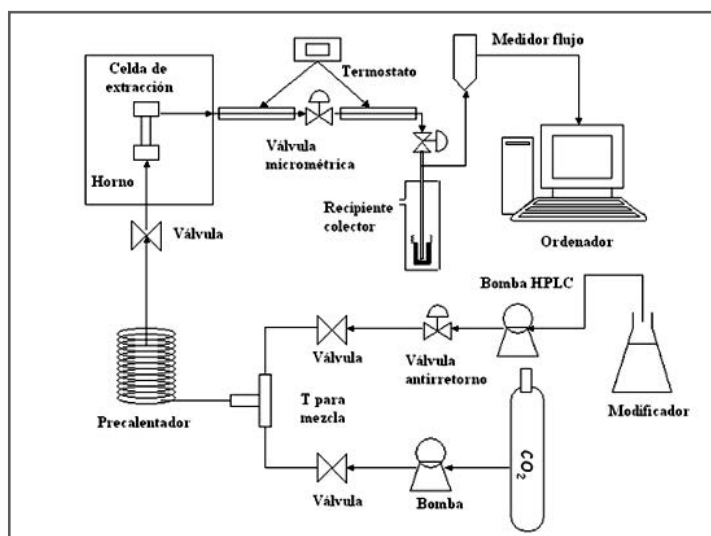 Medidor flujo
Celda de
extracción
Termostato
Válvula
micrométrica
Horno
Recipiente
colector
Válvula
Ordenador
Bomba HPLC
Válvula
Válvula
antirretorno
Modificador
Precalentador
T para
mezcla
CO2
Válvula
Bomba